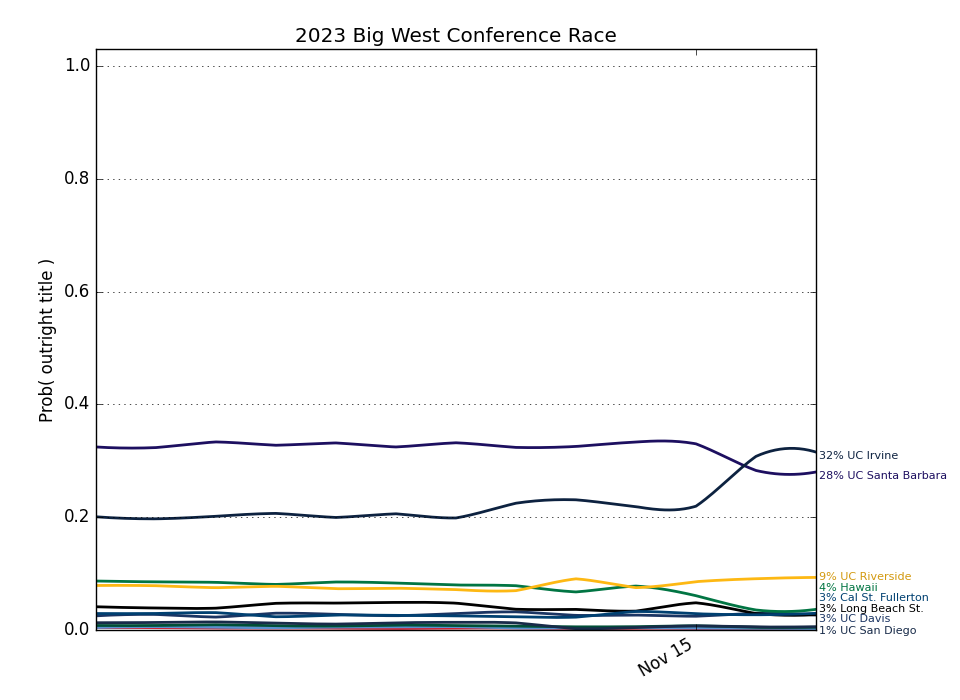 2023 Big West Conference Race
Prob( outright title )
1.0
0.8
0.6
0.4
0.2
0.0
32% UC Irvine
28% UC Santa Barbara
9% UC Riverside
4% Hawaii
3% Cal St. Fullerton
3% Long Beach St.
3% UC Davis
1% UC San Diego
Nov 15